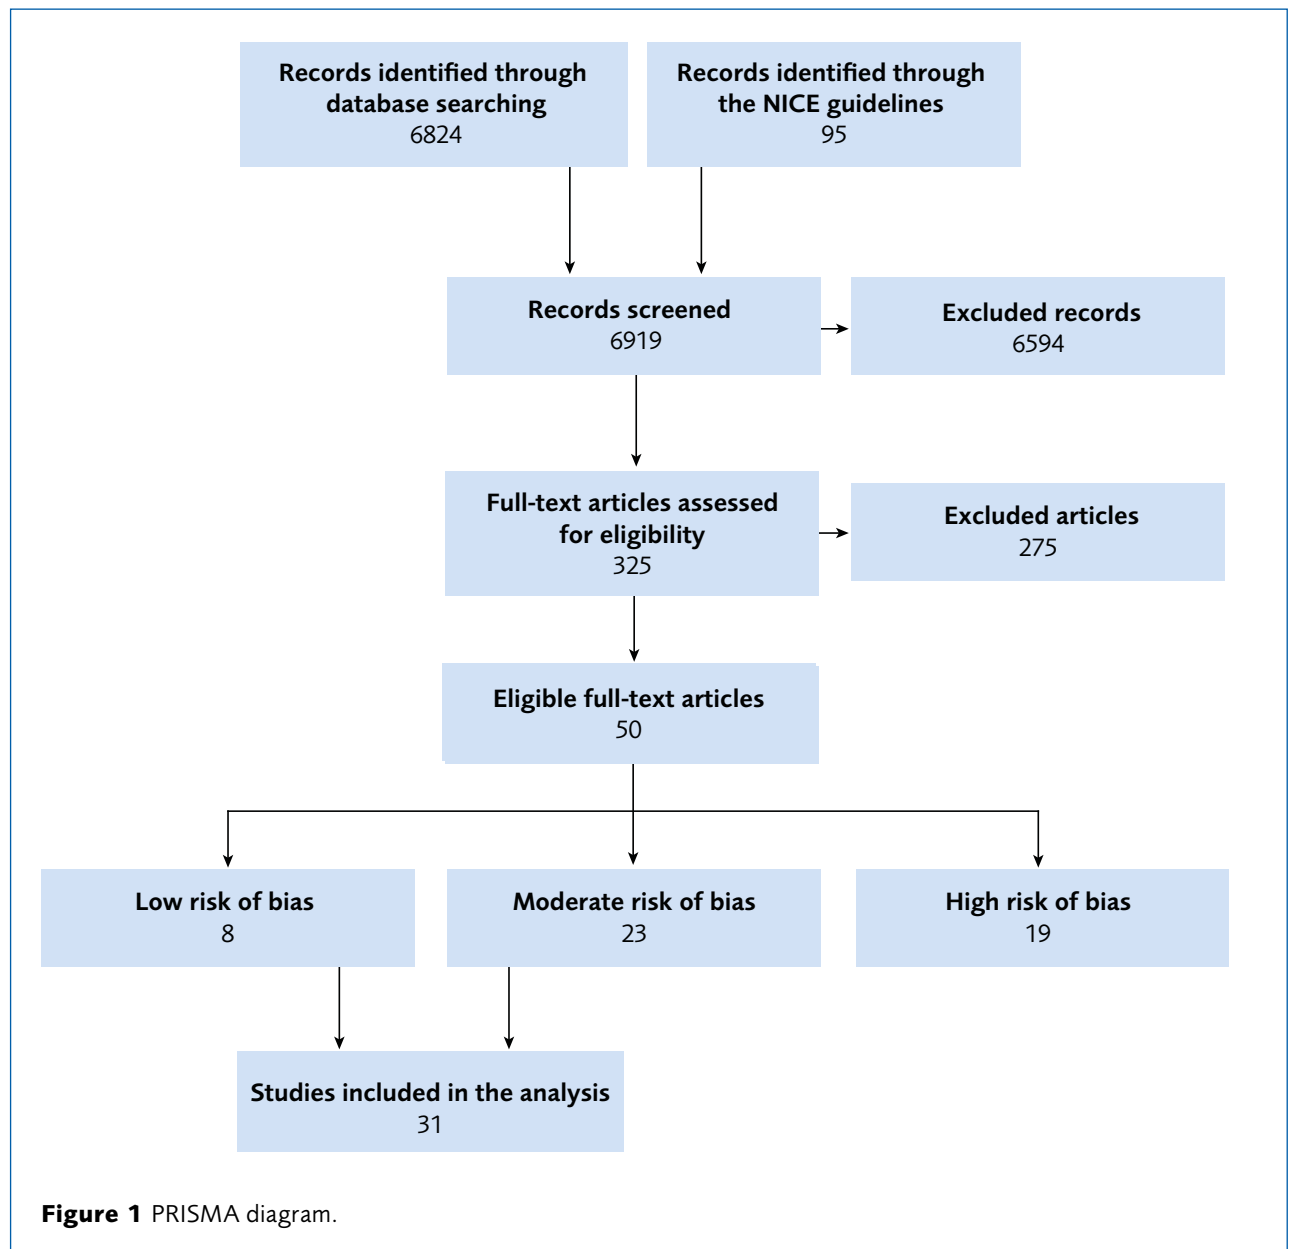 Records identified through
database searching
6824
Records identified through
the NICE guidelines
95
Records screened
6919
Excluded records
6594
Full-text articles assessed
for eligibility
325
Excluded articles
275
Eligible full-text articles
50
Low risk of bias
8
Moderate risk of bias
23
High risk of bias
19
Studies included in the analysis
31
Figure 1 PRISMA diagram.